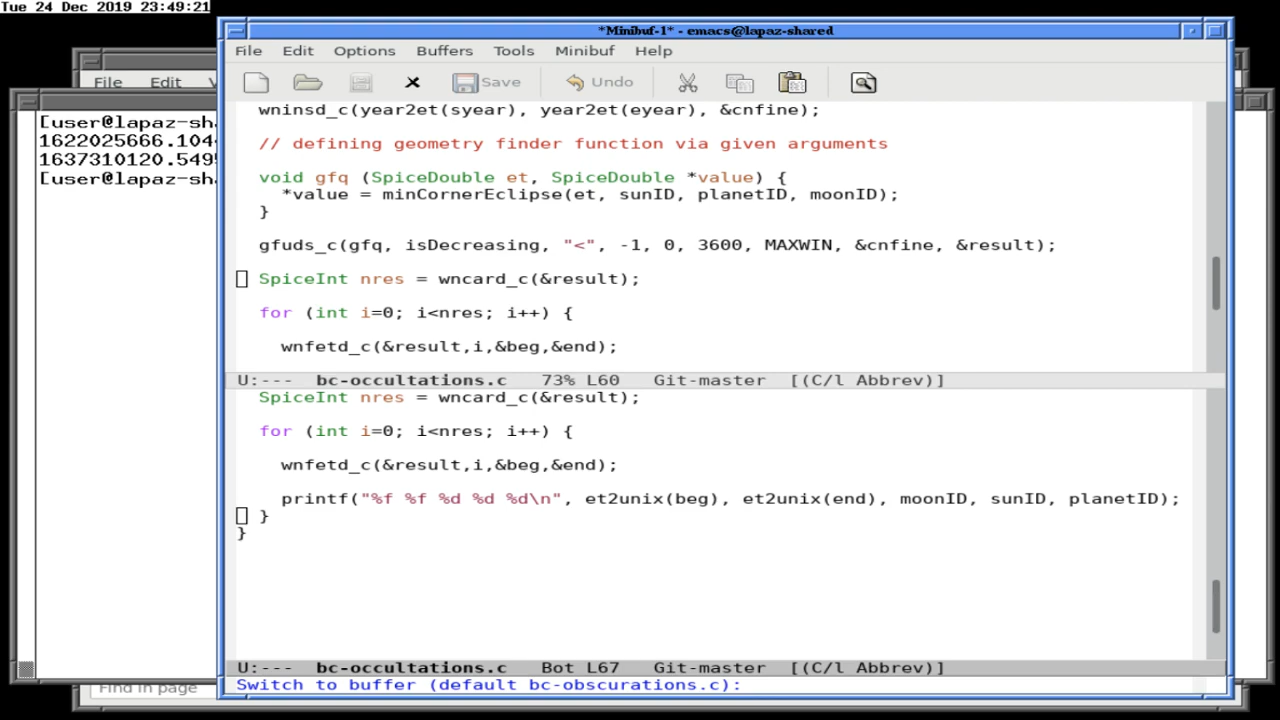 Tue 24 Dec 2019 23:49:21
*Minibuf-1* - emacs@lapaz-shared
File Edit Options Buffers Tools Minibuf Help
Save Undo
File Edit V
[user@lapaz-sh
1622025666.104
1637310120.549
[user@lapaz-sh
wninsd_c(year2et(syear), year2et(eyear), &cnfine);
// defining geometry finder function via given arguments
void gfq (SpiceDouble et, SpiceDouble *value) {
*value = minCornerEclipse(et, sunID, planetID, moonID);
}
gfuds_c(gfq, isDecreasing, "<", -1, 0, 3600, MAXWIN, &cnfine, &result);
SpiceInt nres = wncard_c(&result);
for (int i=0; i<nres; i++) {
wnfetd_c(&result,i,&beg,&end);
U:--- bc-occultations.c 73% L60 Git-master [(C/l Abbrev)]
SpiceInt nres = wncard_c(&result);
for (int i=0; i<nres; i++) {
wnfetd_c(&result,i,&beg,&end);
printf("%f %f %d %d %d\n", et2unix(beg), et2unix(end), moonID, sunID, planetID);
}
}
U:--- bc-occultations.c Bot L67 Git-master [(C/l Abbrev)]
Switch to buffer (default bc-obscurations.c):
Find in page